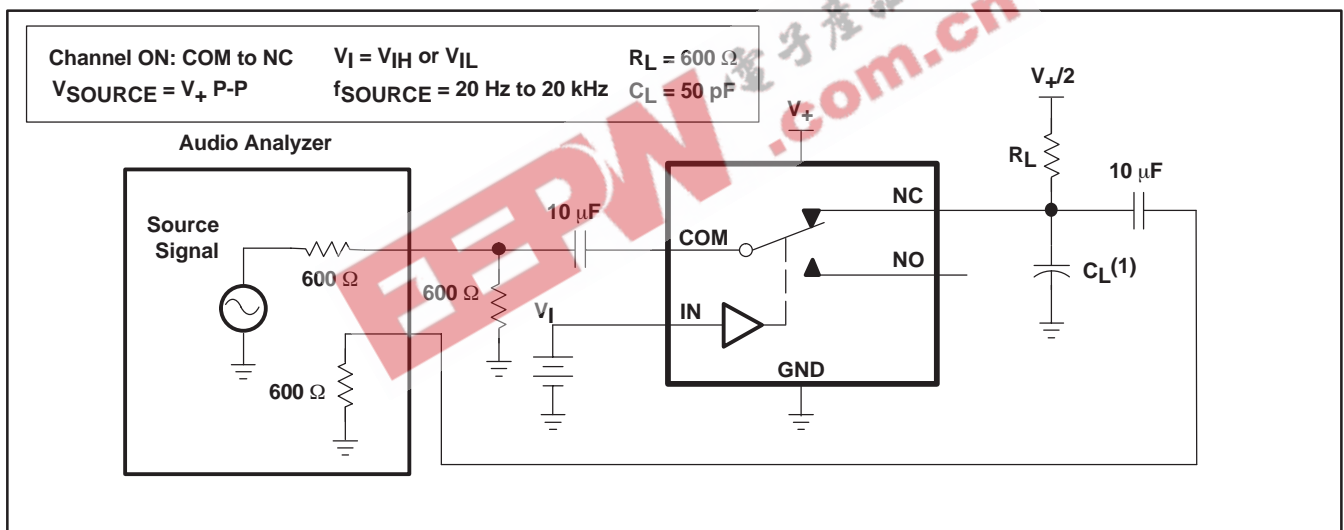 Channel ON: COM to NC V_I = V_IH or V_IL R_L = 600 Ω
V_SOURCE = V_+ P-P f_SOURCE = 20 Hz to 20 kHz C_L = 50 pF
Audio Analyzer
Source
Signal
600 Ω
600 Ω
600 Ω
10 μF
V_I
V_+
COM
IN
NC
NO
GND
V_+/2
R_L
10 μF
C_L(1)
EEPW
.com.cn